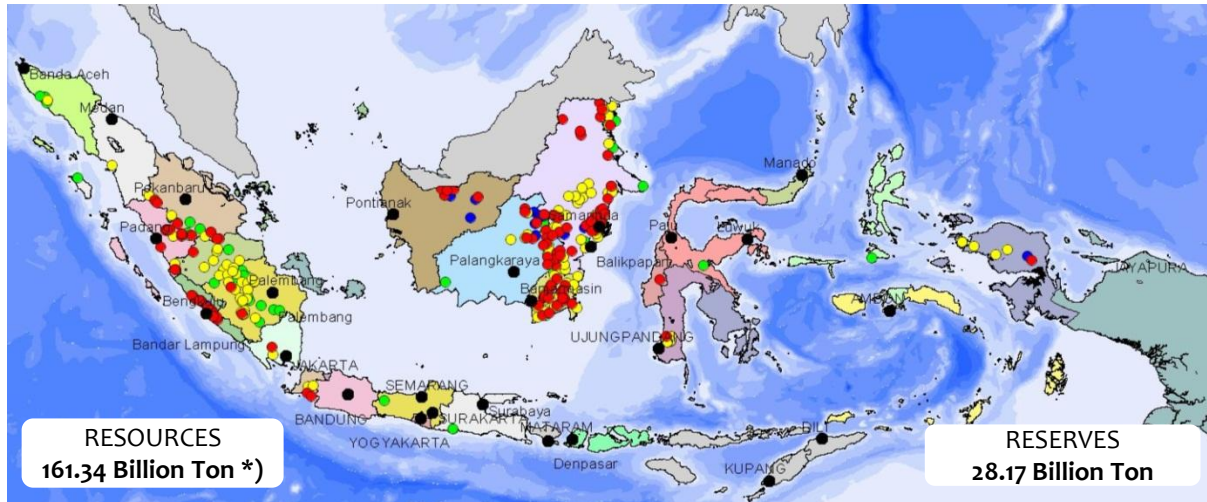 Banda Aceh
Medan
Manado
Pekanbaru
Pontianak
Samarinda
Padang
Palu
Luwuk
Palangkaraya
Balikpapan
JAYAPURA
Palembang
Bengkulu
Palembang
AMBON
UJUNGPANDANG
Bandar Lampung
JAKARTA
SEMARANG
BANDUNG
SURAKARTA
Surabaya
YOGYAKARTA
MATARAM
DILI
Denpasar
KUPANG
RESOURCES
161.34 Billion Ton *)
RESERVES
28.17 Billion Ton